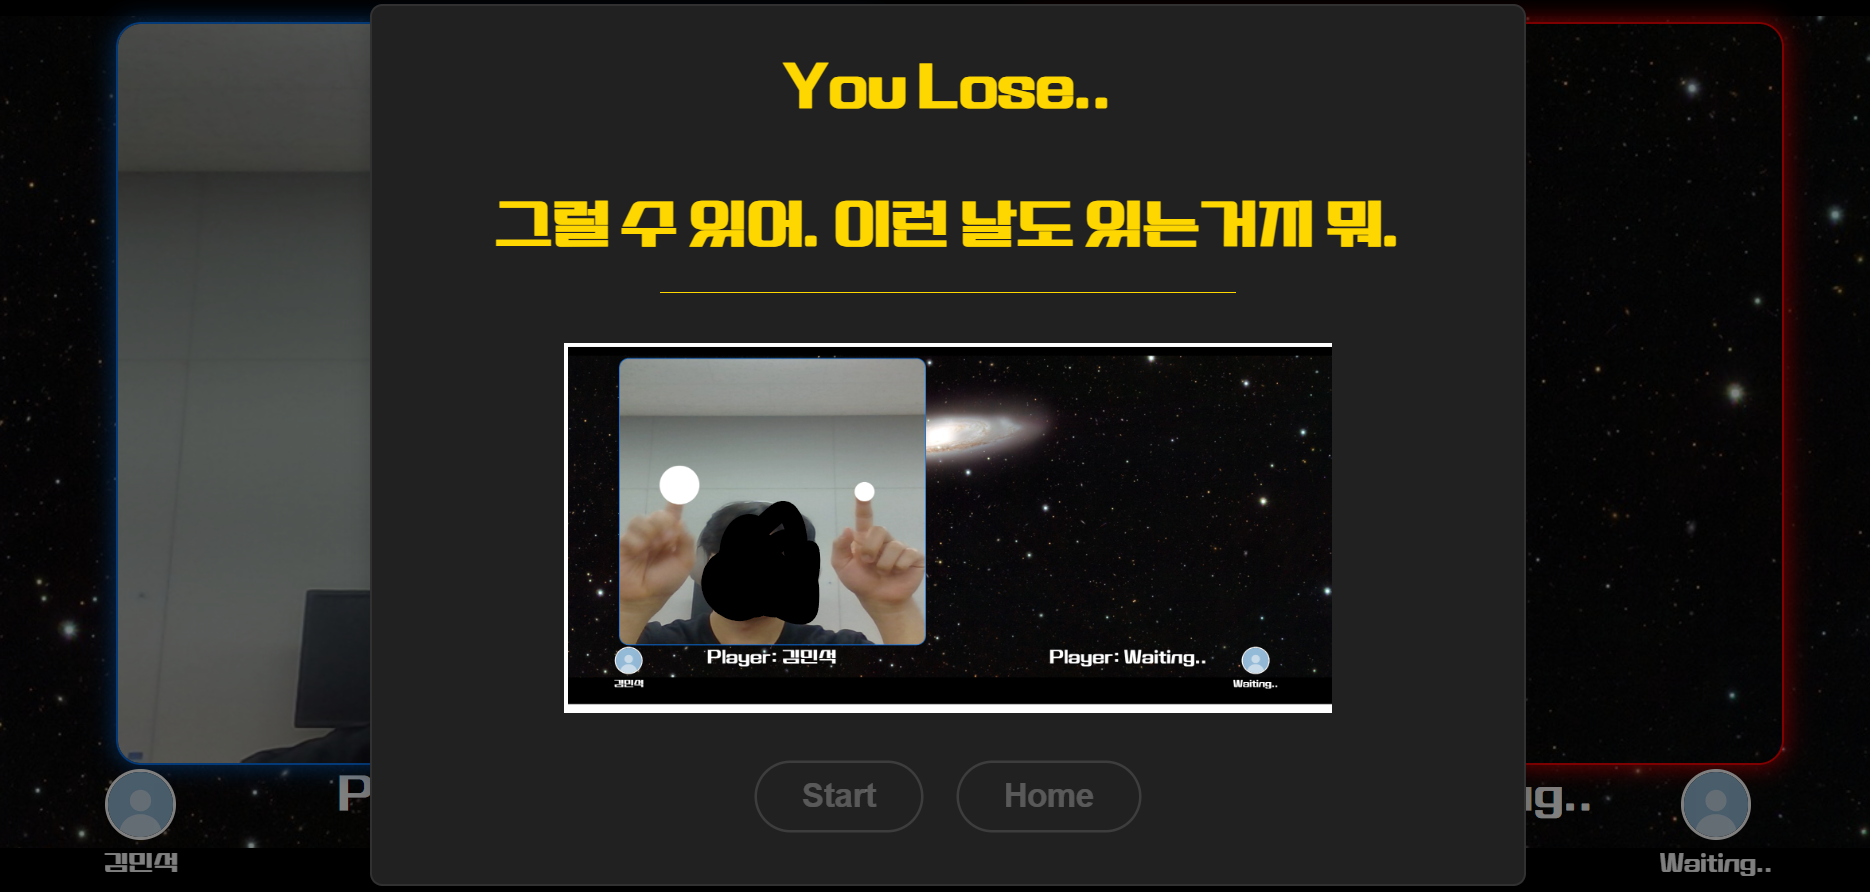 You Lose..
그럴 수 있어. 이런 날도 있는거지 뭐.
Player: 김민석
Player: Waiting..
김민석
Waiting..
Start
Home
P
g..
김민석
Waiting..